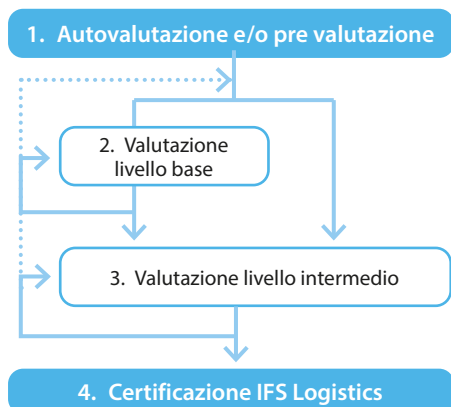 1. Autovalutazione e/o pre valutazione
2. Valutazione
livello base
3. Valutazione livello intermedio
4. Certificazione IFS Logistics